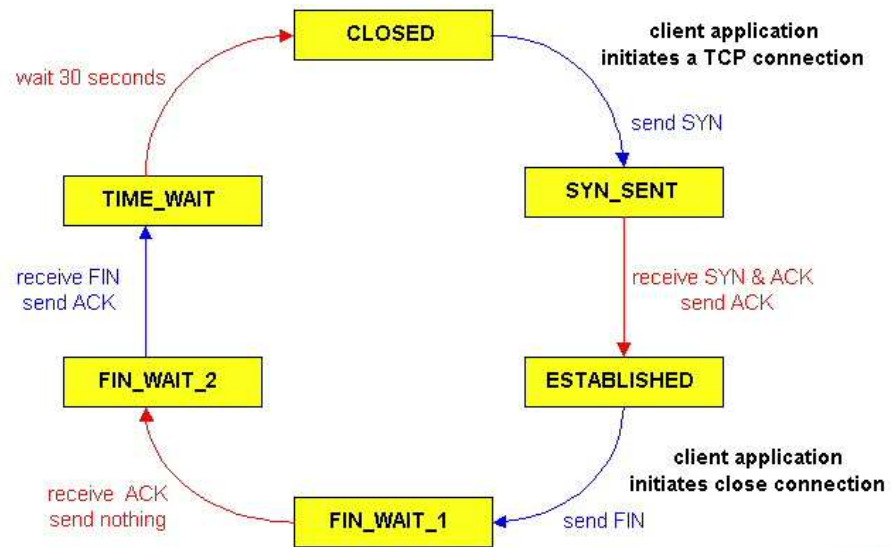 CLOSED
client application
initiates a TCP connection
wait 30 seconds
send SYN
TIME_WAIT
SYN_SENT
receive FIN
send ACK
receive SYN & ACK
send ACK
FIN_WAIT_2
ESTABLISHED
client application
initiates close connection
receive ACK
send nothing
FIN_WAIT_1
send FIN